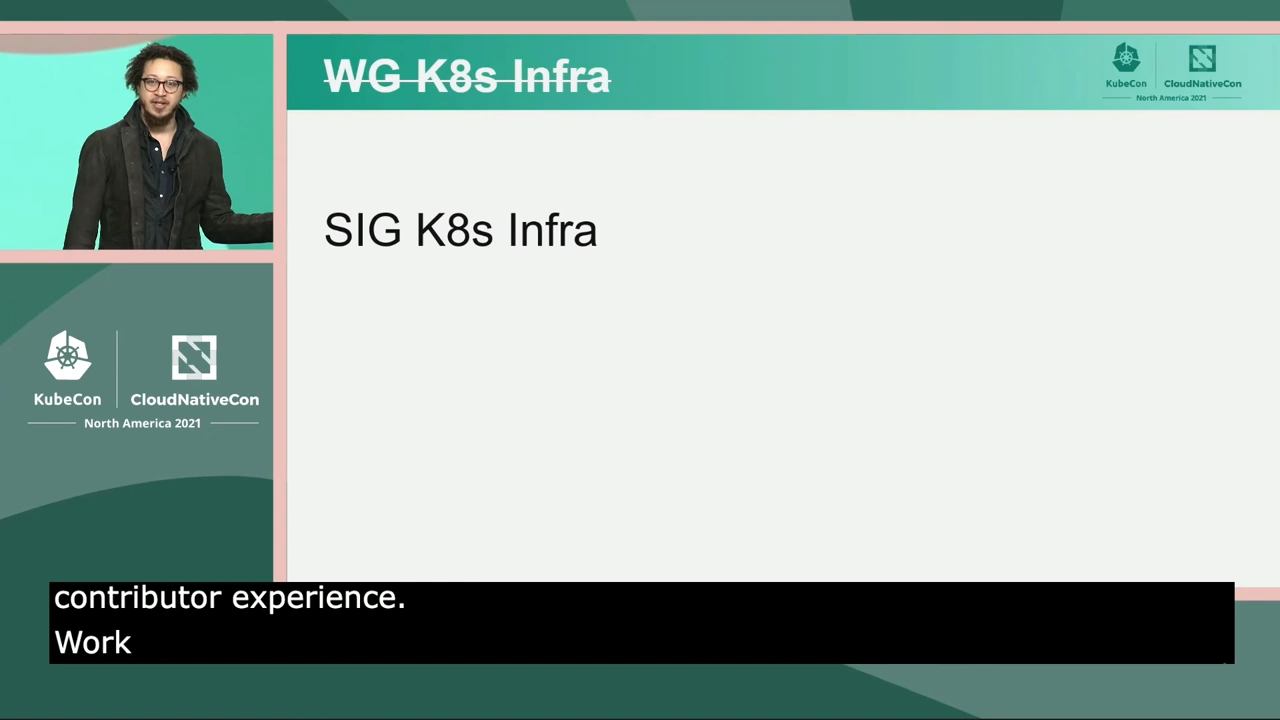 WG K8s Infra
KubeCon
CloudNativeCon
North America 2021
SIG K8s Infra
KubeCon
CloudNativeCon
North America 2021
contributor experience.
Work